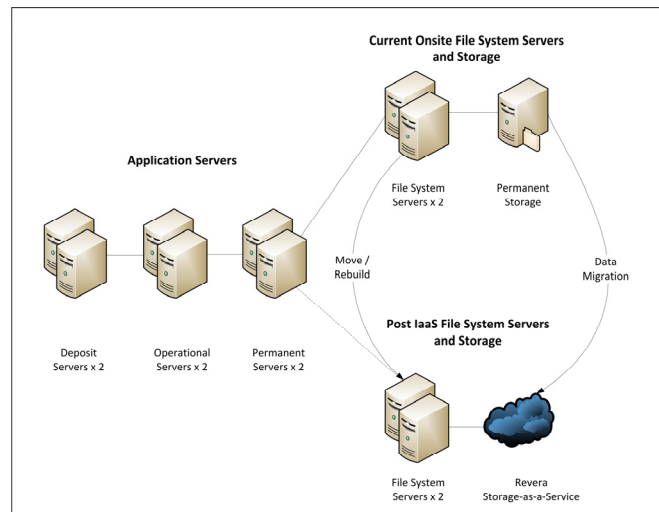 Current Onsite File System Servers
and Storage
Application Servers
File System
Servers x 2
Permanent
Storage
Move /
Rebuild
Data
Migration
Deposit
Servers x 2
Operational
Servers x 2
Permanent
Servers x 2
Post IaaS File System Servers
and Storage
File System
Servers x 2
Revera
Storage-as-a-Service